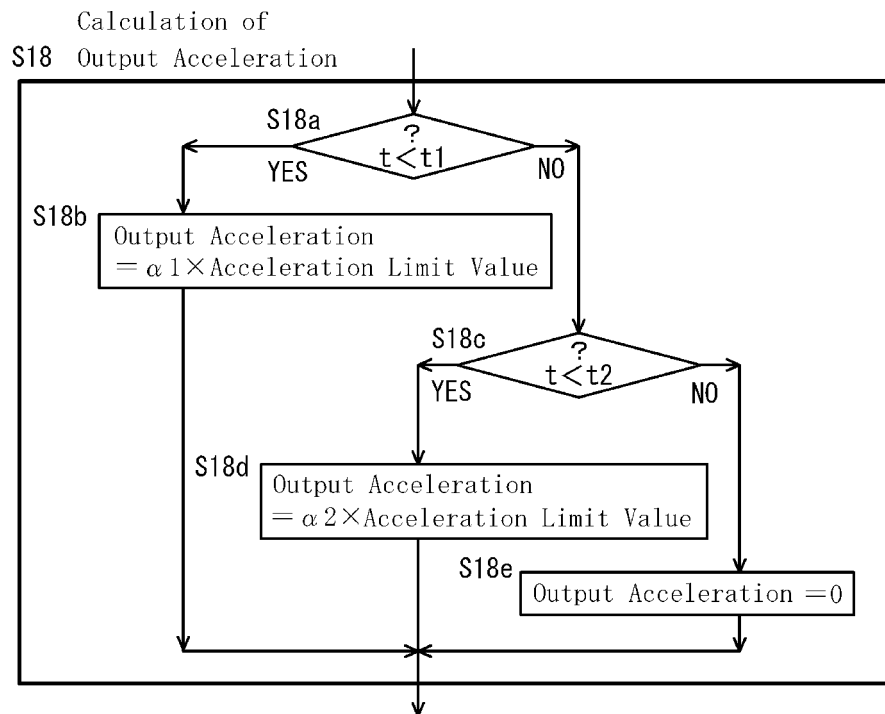 Calculation of
S18 Output Acceleration
S18a
?
t<t1
YES
NO
S18b
Output Acceleration
=α1×Acceleration Limit Value
S18c
?
t<t2
YES
NO
S18d
Output Acceleration
=α2×Acceleration Limit Value
S18e
Output Acceleration=0